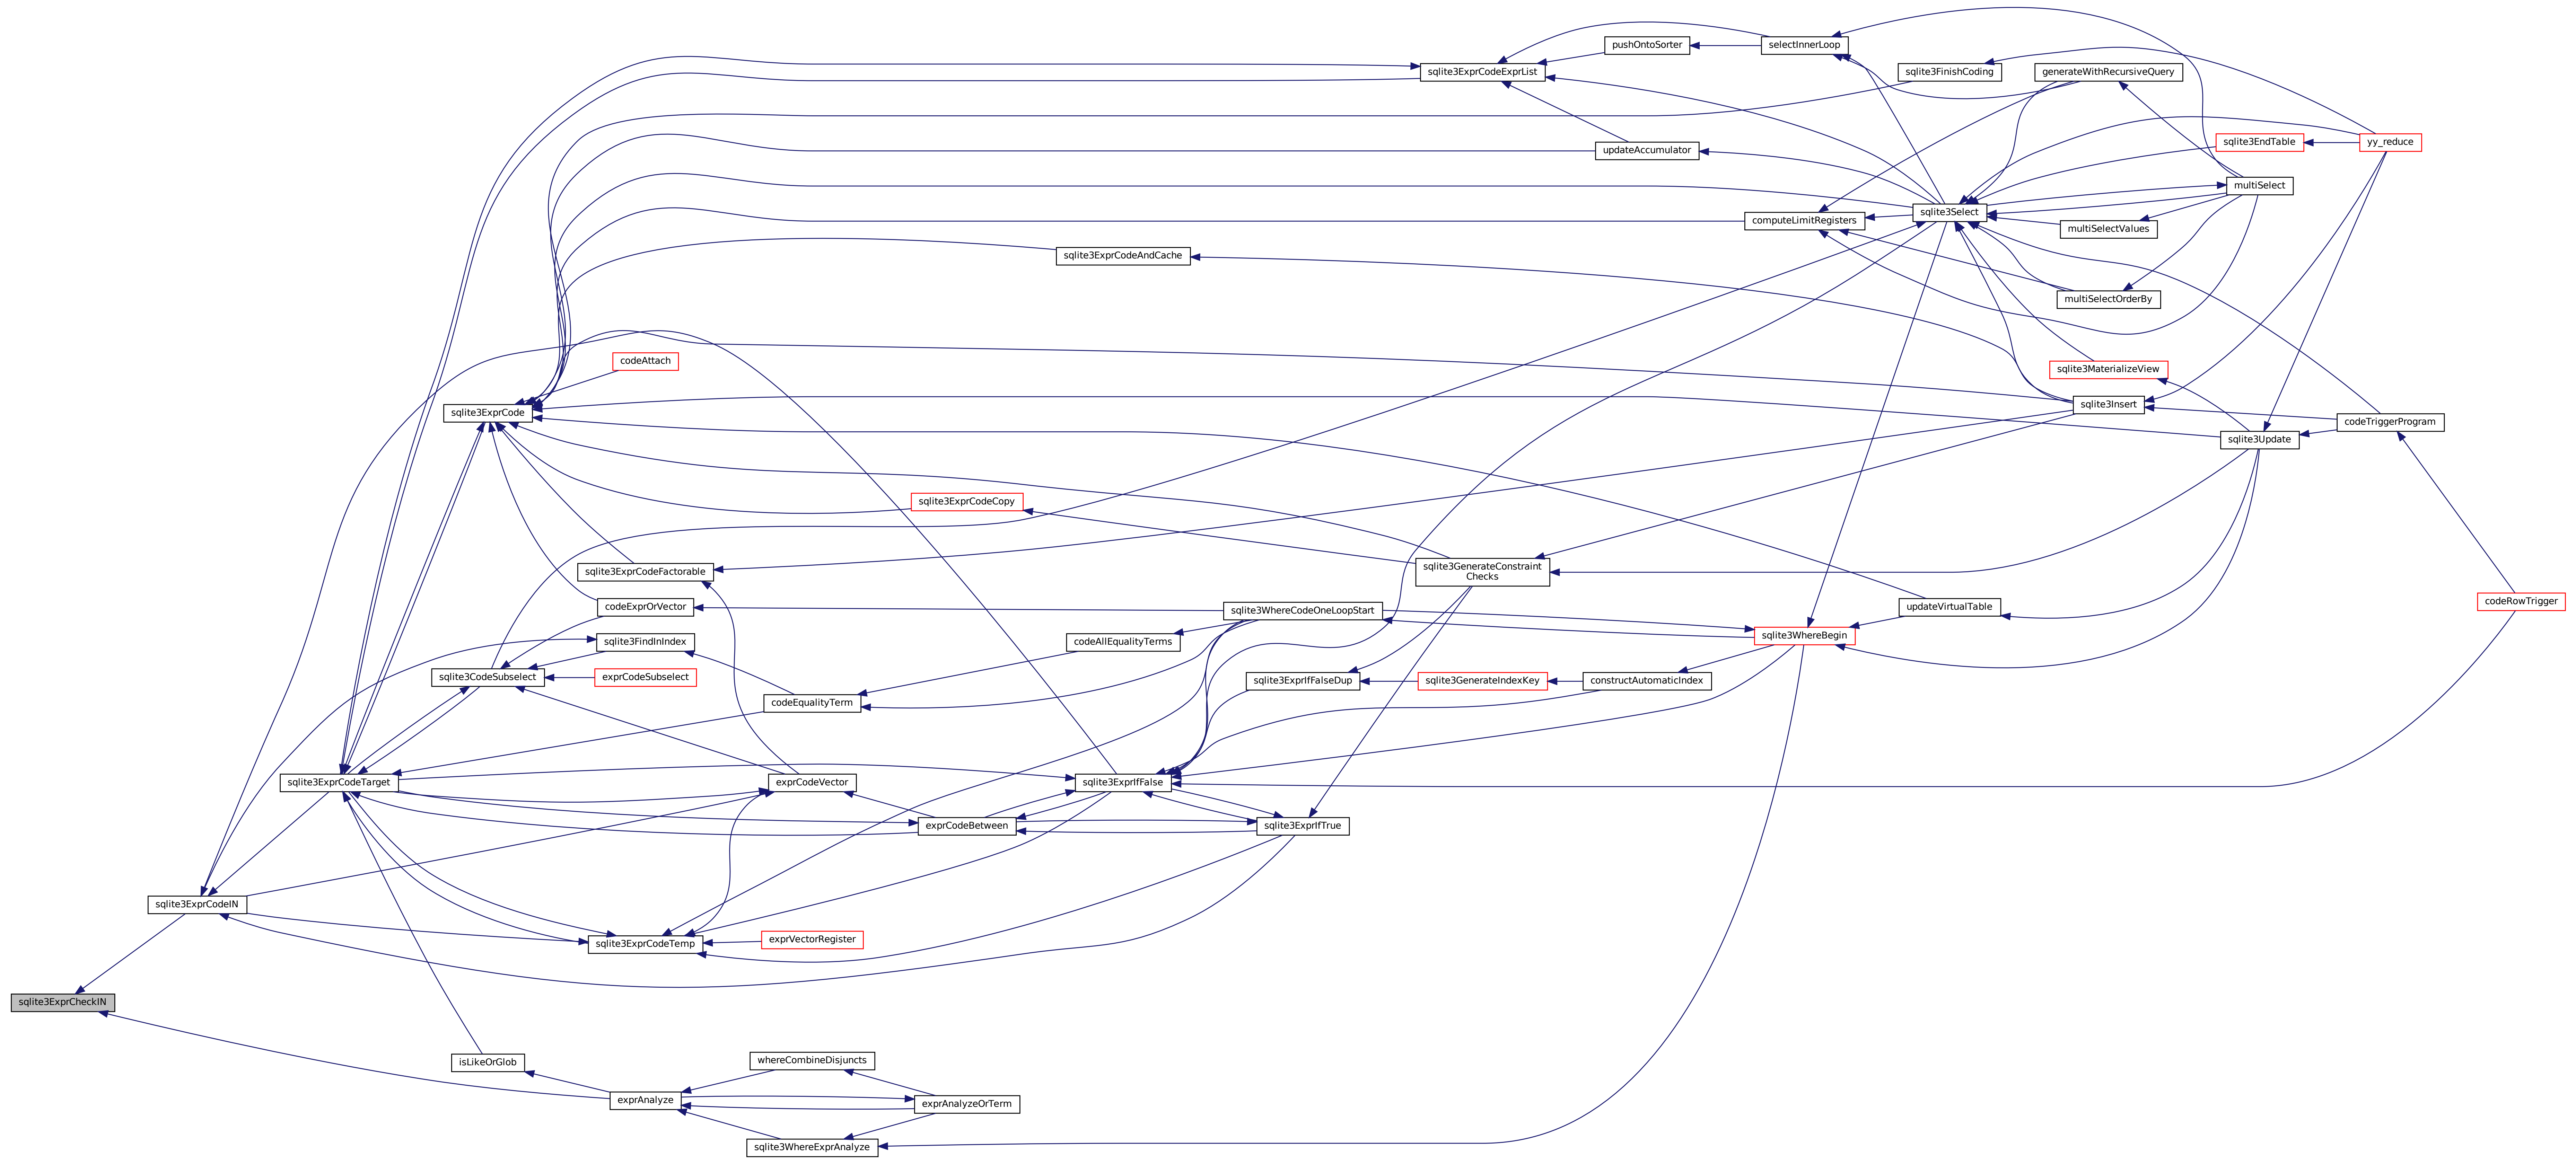 pushOntoSorter
selectInnerLoop
sqlite3ExprCodeExprList
sqlite3FinishCoding
generateWithRecursiveQuery
sqlite3EndTable
yy_reduce
updateAccumulator
multiSelect
sqlite3Select
computeLimitRegisters
multiSelectValues
sqlite3ExprCodeAndCache
multiSelectOrderBy
codeAttach
sqlite3MaterializeView
sqlite3Insert
sqlite3ExprCode
codeTriggerProgram
sqlite3Update
sqlite3ExprCodeCopy
sqlite3GenerateConstraint
Checks
sqlite3ExprCodeFactorable
codeRowTrigger
codeExprOrVector
sqlite3WhereCodeOneLoopStart
updateVirtualTable
sqlite3WhereBegin
sqlite3FindInIndex
codeAllEqualityTerms
sqlite3CodeSubselect
exprCodeSubselect
sqlite3ExprIfFalseDup
sqlite3GenerateIndexKey
constructAutomaticIndex
codeEqualityTerm
sqlite3ExprCodeTarget
exprCodeVector
sqlite3ExprIfFalse
exprCodeBetween
sqlite3ExprIfTrue
sqlite3ExprCodeIN
sqlite3ExprCodeTemp
exprVectorRegister
sqlite3ExprCheckIN
isLikeOrGlob
whereCombineDisjuncts
exprAnalyze
exprAnalyzeOrTerm
sqlite3WhereExprAnalyze